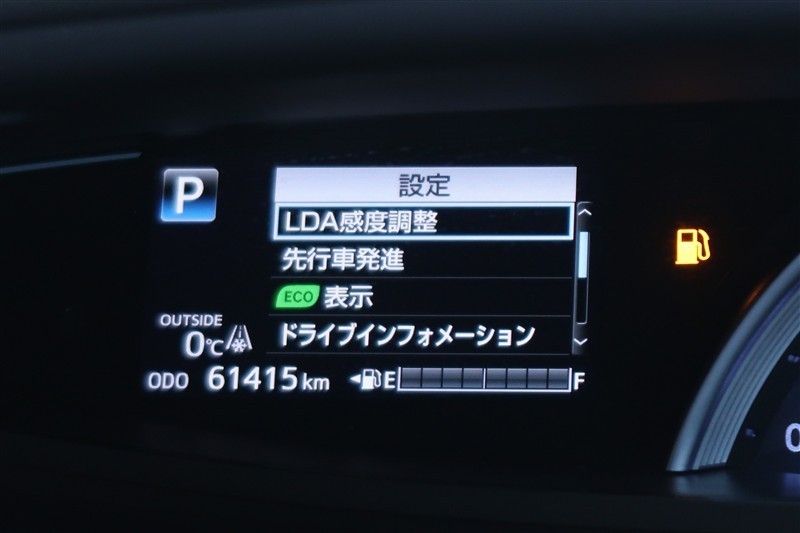 P
設定
LDA感度調整
先行車発進
ECO 表示
ドライブインフォメーション
OUTSIDE
0℃
ODO 61415 km E F
0